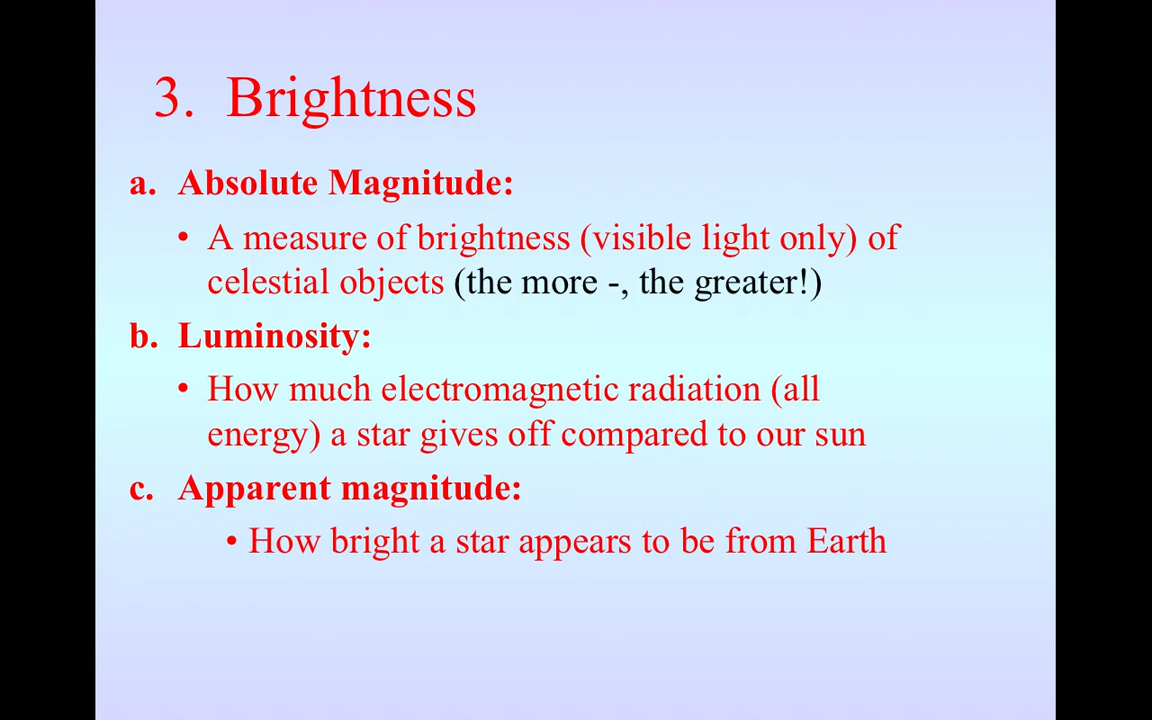 3. Brightness
a. Absolute Magnitude:
• A measure of brightness (visible light only) of
celestial objects (the more -, the greater!)
b. Luminosity:
• How much electromagnetic radiation (all
energy) a star gives off compared to our sun
c. Apparent magnitude:
• How bright a star appears to be from Earth